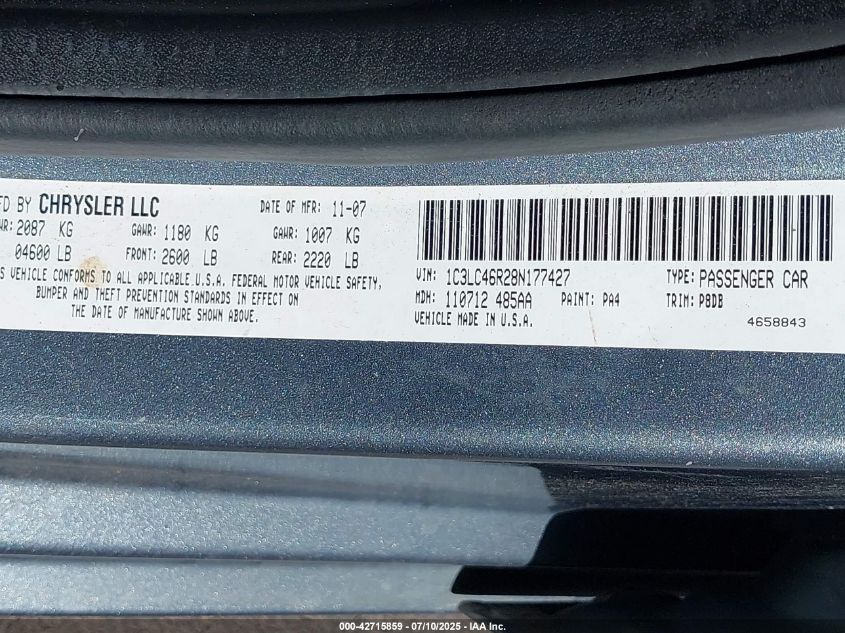 MFD BY CHRYSLER LLC DATE OF MFR: 11-07
2087 KG GAWR: 1180 KG GAWR: 1007 KG
04600 LB FRONT: 2600 LB REAR: 2220 LB
VEHICLE CONFORMS TO ALL APPLICABLE U.S.A. FEDERAL MOTOR VEHICLE SAFETY,
BUMPER AND THEFT PREVENTION STANDARDS IN EFFECT ON
THE DATE OF MANUFACTURE SHOWN ABOVE.
VIN: 1C3LC46R28N177427 TYPE: PASSENGER CAR
MDH: 110712 485AA PAINT: PA4 TRIM: P8DB
VEHICLE MADE IN U.S.A. 4658843
000-42715859 - 07/10/2025 - IAA Inc.